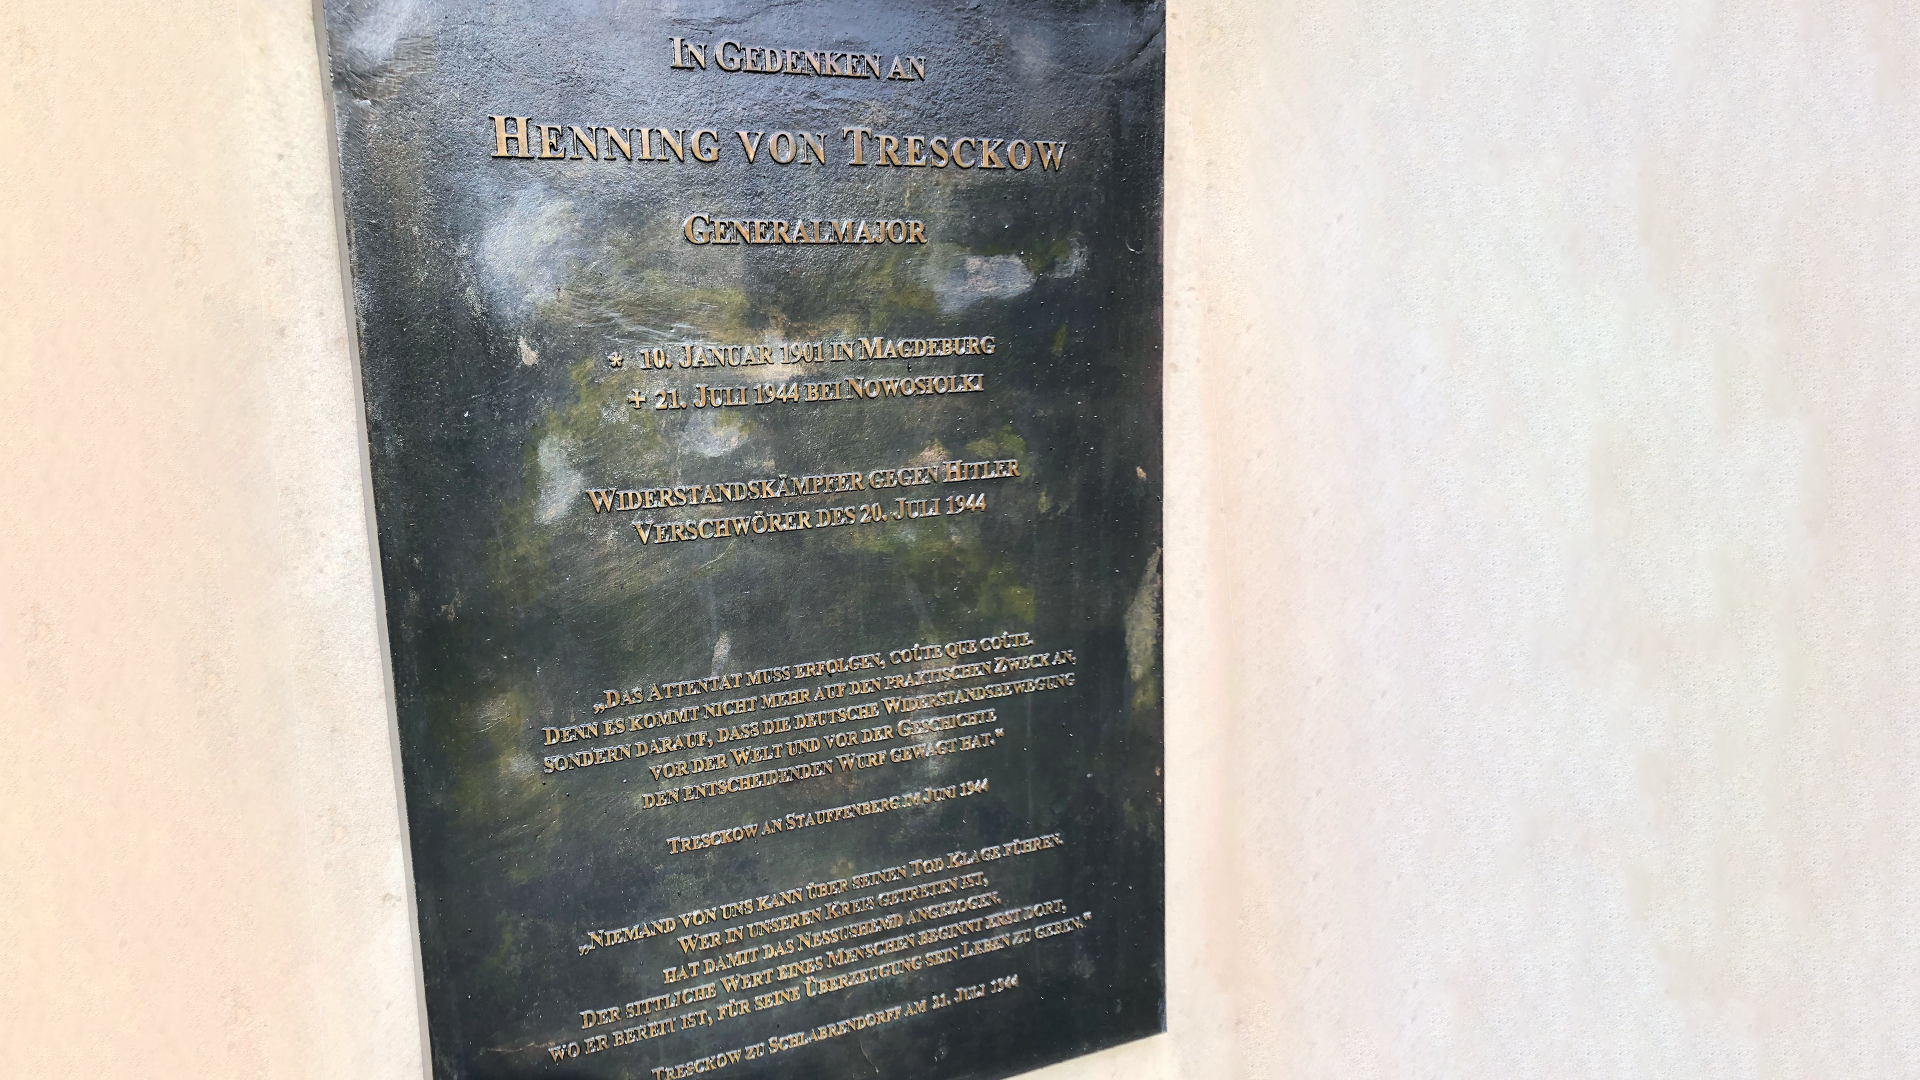 In Gedenken an
Henning von Tresckow
Generalmajor
* 10. Januar 1901 in Magdeburg
+ 21. Juli 1944 bei Nowosiolki
Widerstandskämpfer gegen Hitler
Verschwörer des 20. Juli 1944
„Das Attentat muss erfolgen, coûte que coûte.
Denn es kommt nicht mehr auf den praktischen Zweck an,
sondern darauf, dass die deutsche Widerstandsbewegung
vor der Welt und vor der Geschichte
den entscheidenden Wurf gewagt hat."
Tresckow an Stauffenberg im Juni 1944
„Niemand von uns kann über seinen Tod Klage führen.
Wer in unseren Kreis getreten ist,
hat damit das Nessushemd angezogen.
Der sittliche Wert eines Menschen beginnt erst dort,
wo er bereit ist, für seine Überzeugung sein Leben zu geben."
Tresckow zu Schlabrendorff am 21. Juli 1944